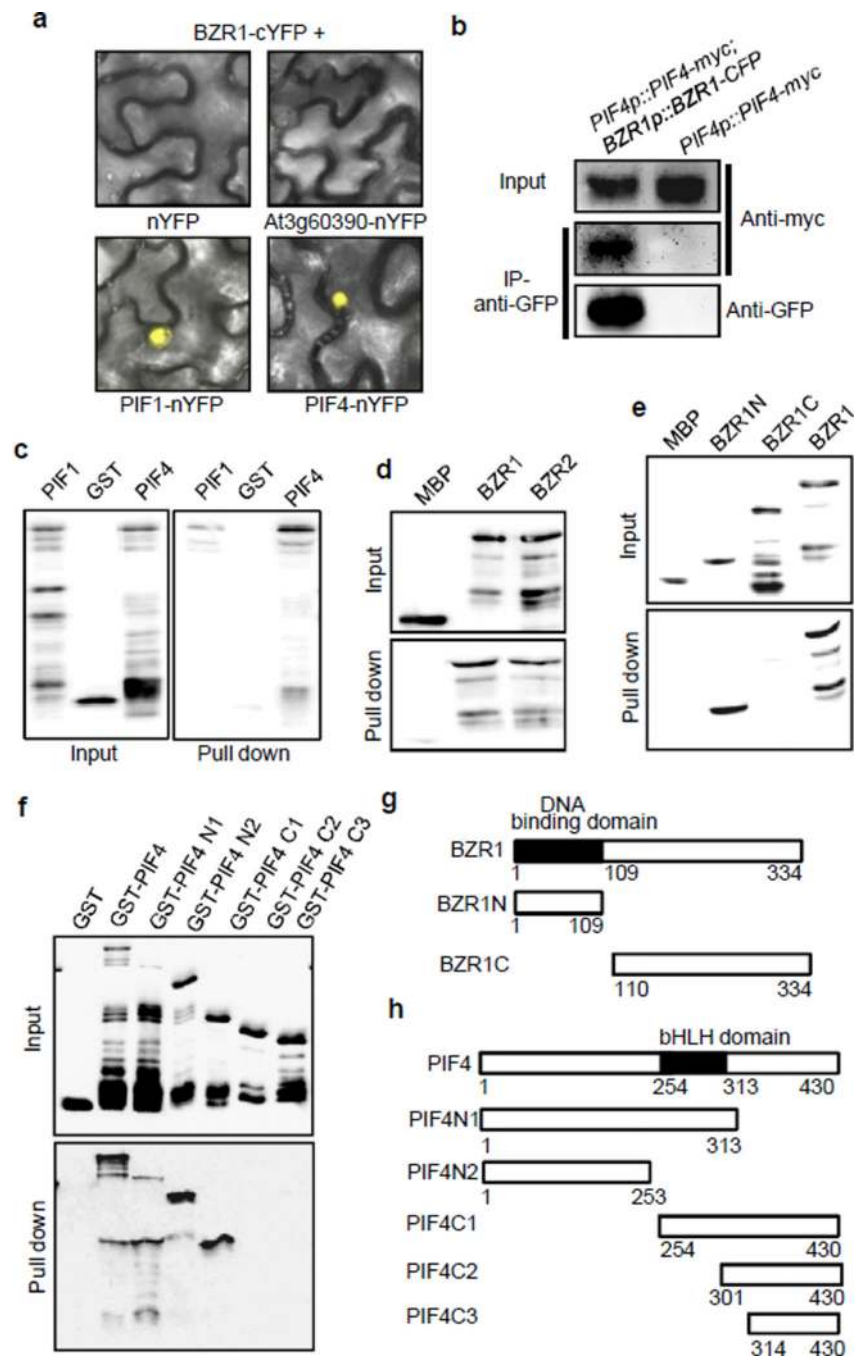 a
BZR1-cYFP +
nYFP
At3g60390-nYFP
PIF1-nYFP
PIF4-nYFP
b
PIF4p::PIF4-myc;
BZR1p::BZR1-CFP
PIF4p::PIF4-myc
Input
Anti-myc
IP-
anti-GFP
Anti-GFP
c
PIF1
GST
PIF4
PIF1
GST
PIF4
Input
Pull down
d
MBP
BZR1
BZR2
Input
Pull down
e
MBP
BZR1N
BZR1C
BZR1
Input
Pull down
f
GST
GST-PIF4
GST-PIF4 N1
GST-PIF4 N2
GST-PIF4 C1
GST-PIF4 C2
GST-PIF4 C3
Input
Pull down
g
DNA
binding domain
BZR1
1 109 334
BZR1N
1 109
BZR1C
110 334
h
bHLH domain
PIF4
1 254 313 430
PIF4N1
1 313
PIF4N2
1 253
PIF4C1
254 430
PIF4C2
301 430
PIF4C3
314 430